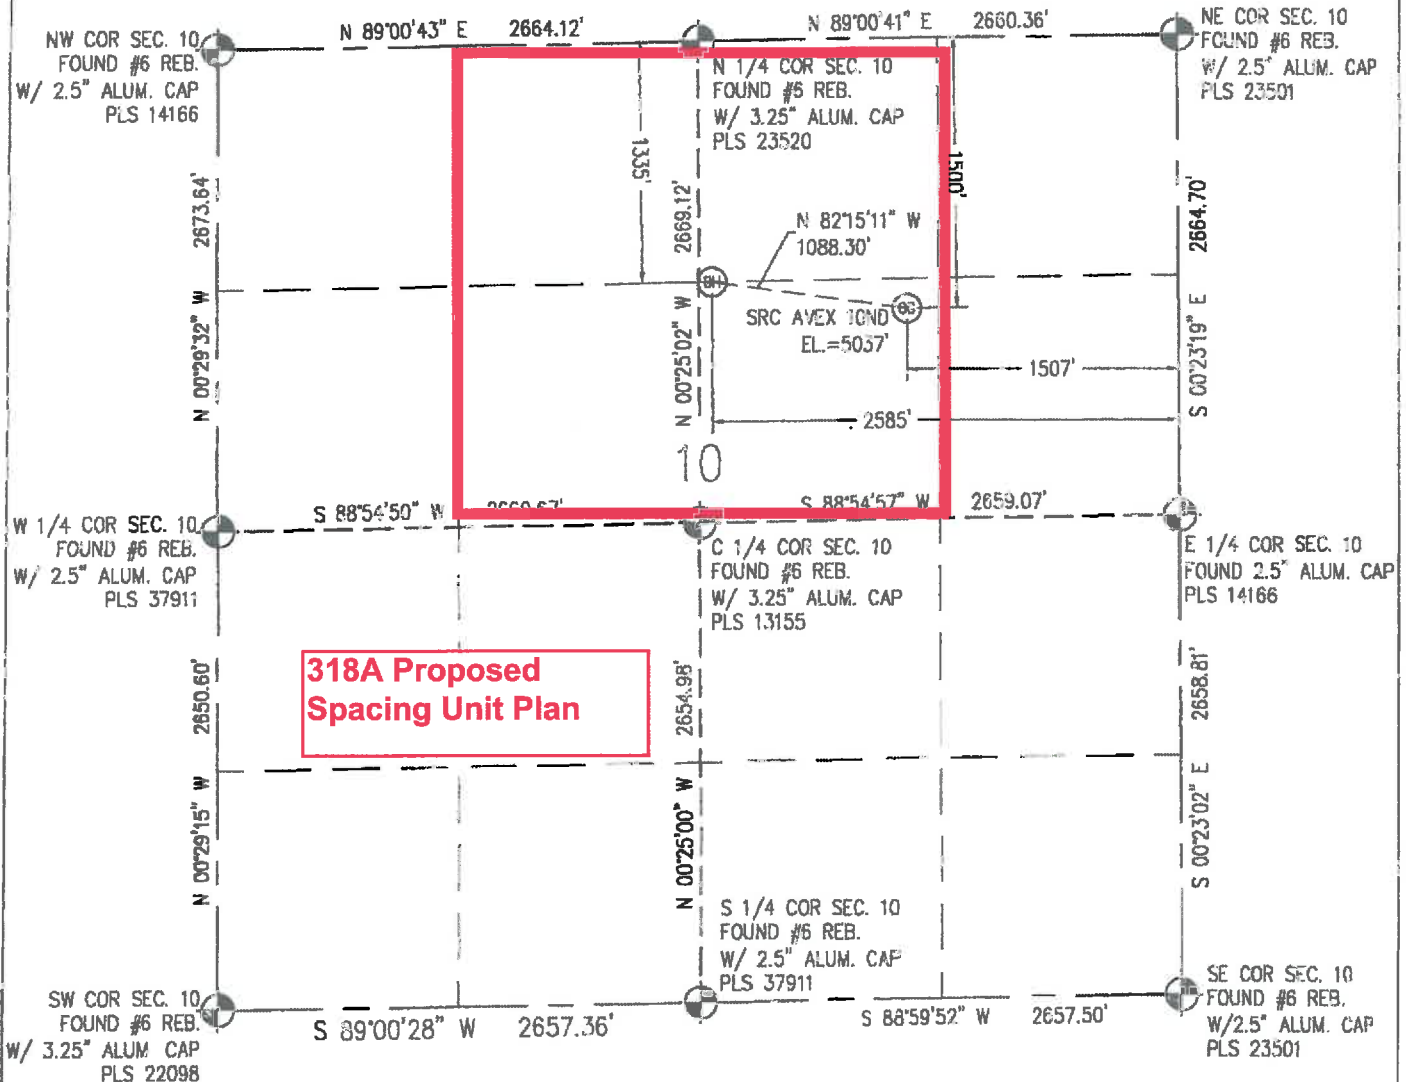 N 89°00'43" E 2664.12'
N 89°00'41" E 2660.36'
NW COR SEC. 10
FOUND #6 REB.
W/ 2.5" ALUM. CAP
PLS 14166
N 1/4 COR SEC. 10
FOUND #6 REB.
W/ 3.25" ALUM. CAP
PLS 23520
NE COR SEC. 10
FOUND #6 REB.
W/ 2.5" ALUM. CAP
PLS 23501
1335'
1500'
2673.64'
N 00°29'32" W
2669.12'
N 00°25'02" W
2664.70'
S 00°23'19" E
N 82°15'11" W
1088.30'
BH
SRC AVEX 10ND
EL.=5037'
1507'
2585'
10
S 88°54'50" W
S 88°54'57" W 2659.07'
W 1/4 COR SEC. 10
FOUND #6 REB.
W/ 2.5" ALUM. CAP
PLS 37911
C 1/4 COR SEC. 10
FOUND #6 REB.
W/ 3.25" ALUM. CAP
PLS 13155
E 1/4 COR SEC. 10
FOUND 2.5" ALUM. CAP
PLS 14166
318A Proposed
Spacing Unit Plan
2650.60'
N 00°29'15" W
2654.98'
N 00°25'00" W
2658.81'
S 00°23'02" E
S 1/4 COR SEC. 10
FOUND #6 REB.
W/ 2.5" ALUM. CAP
PLS 37911
SW COR SEC. 10
FOUND #6 REB.
W/ 3.25" ALUM CAP
PLS 22098
S 89°00'28" W 2657.36'
S 88°59'52" W 2657.50'
SE COR SEC. 10
FOUND #6 REB.
W/2.5" ALUM. CAP
PLS 23501